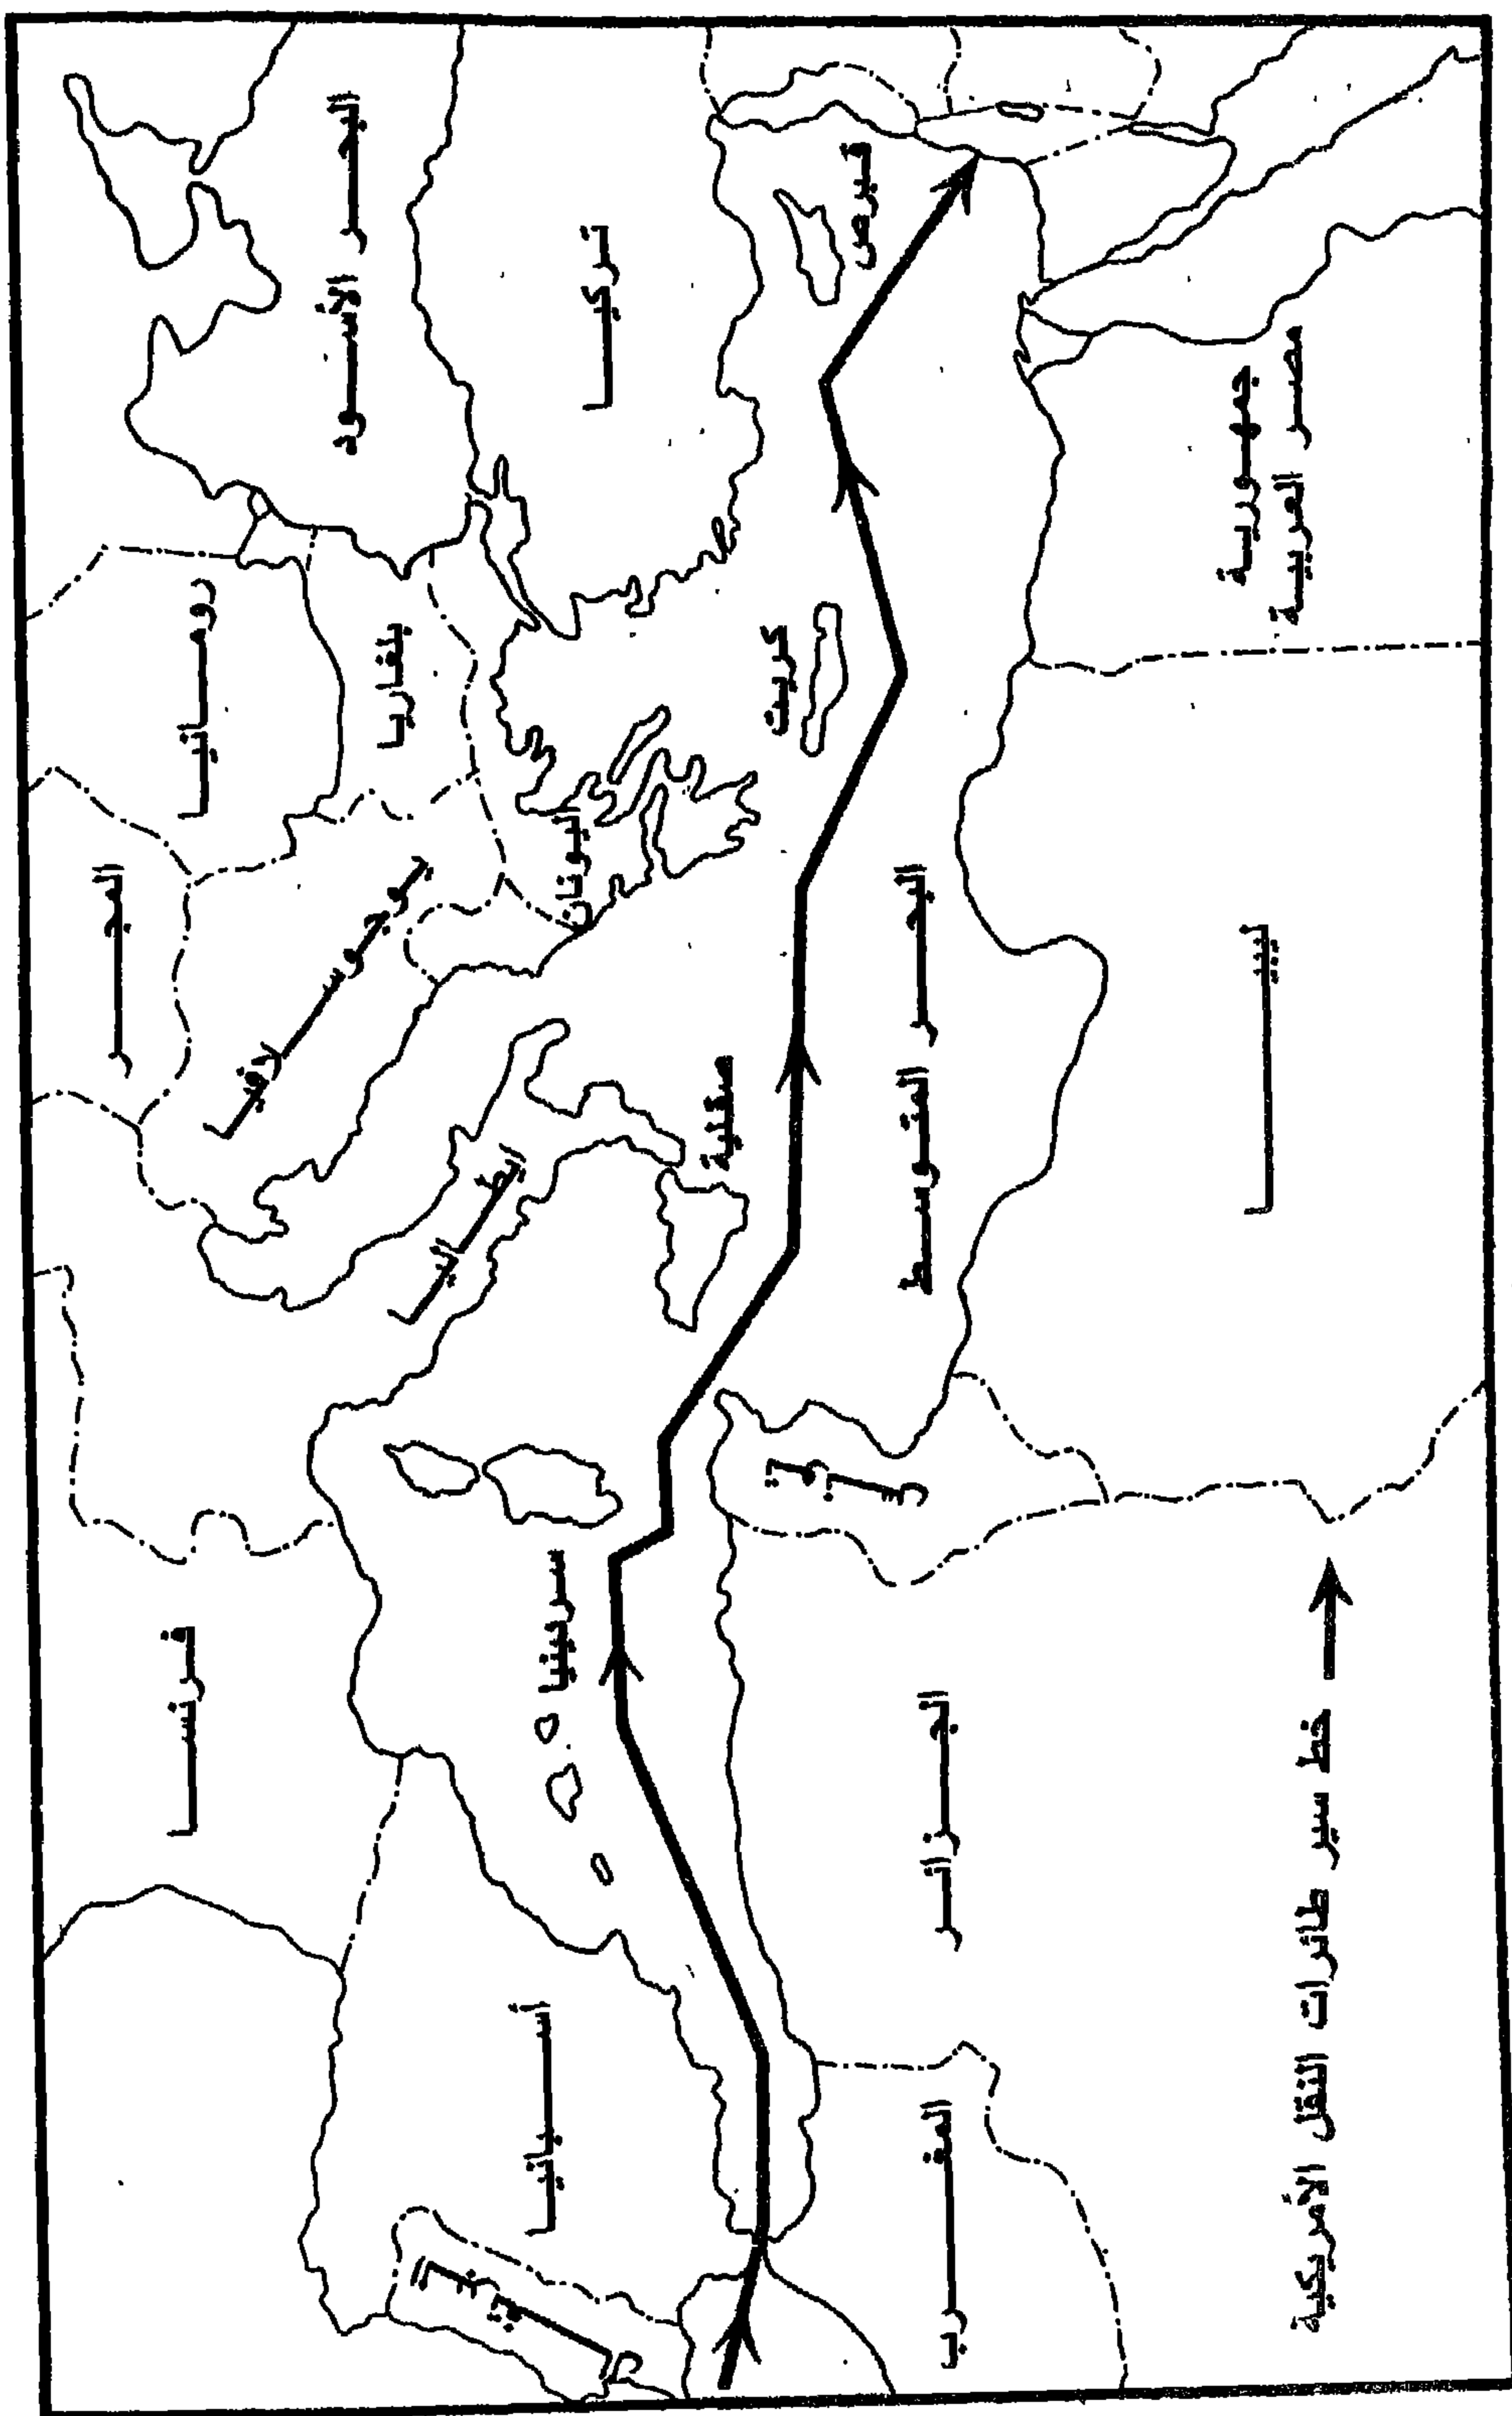 البحر الأسود
تركيا
قبرص
جمهورية
مصر العربية
رومانيا
بلغاريا
كريت
اليونان
المجر
يوغوسلافيا
إيطاليا
صقلية
البحر المتوسط
ليبيا
تونس
فرنسا
سردينيا
الجزائر
أسبانيا
البرتغال
المغرب
خط سير طائرات النقل الأمريكية